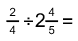 2/4 ÷ 2 4/5 =